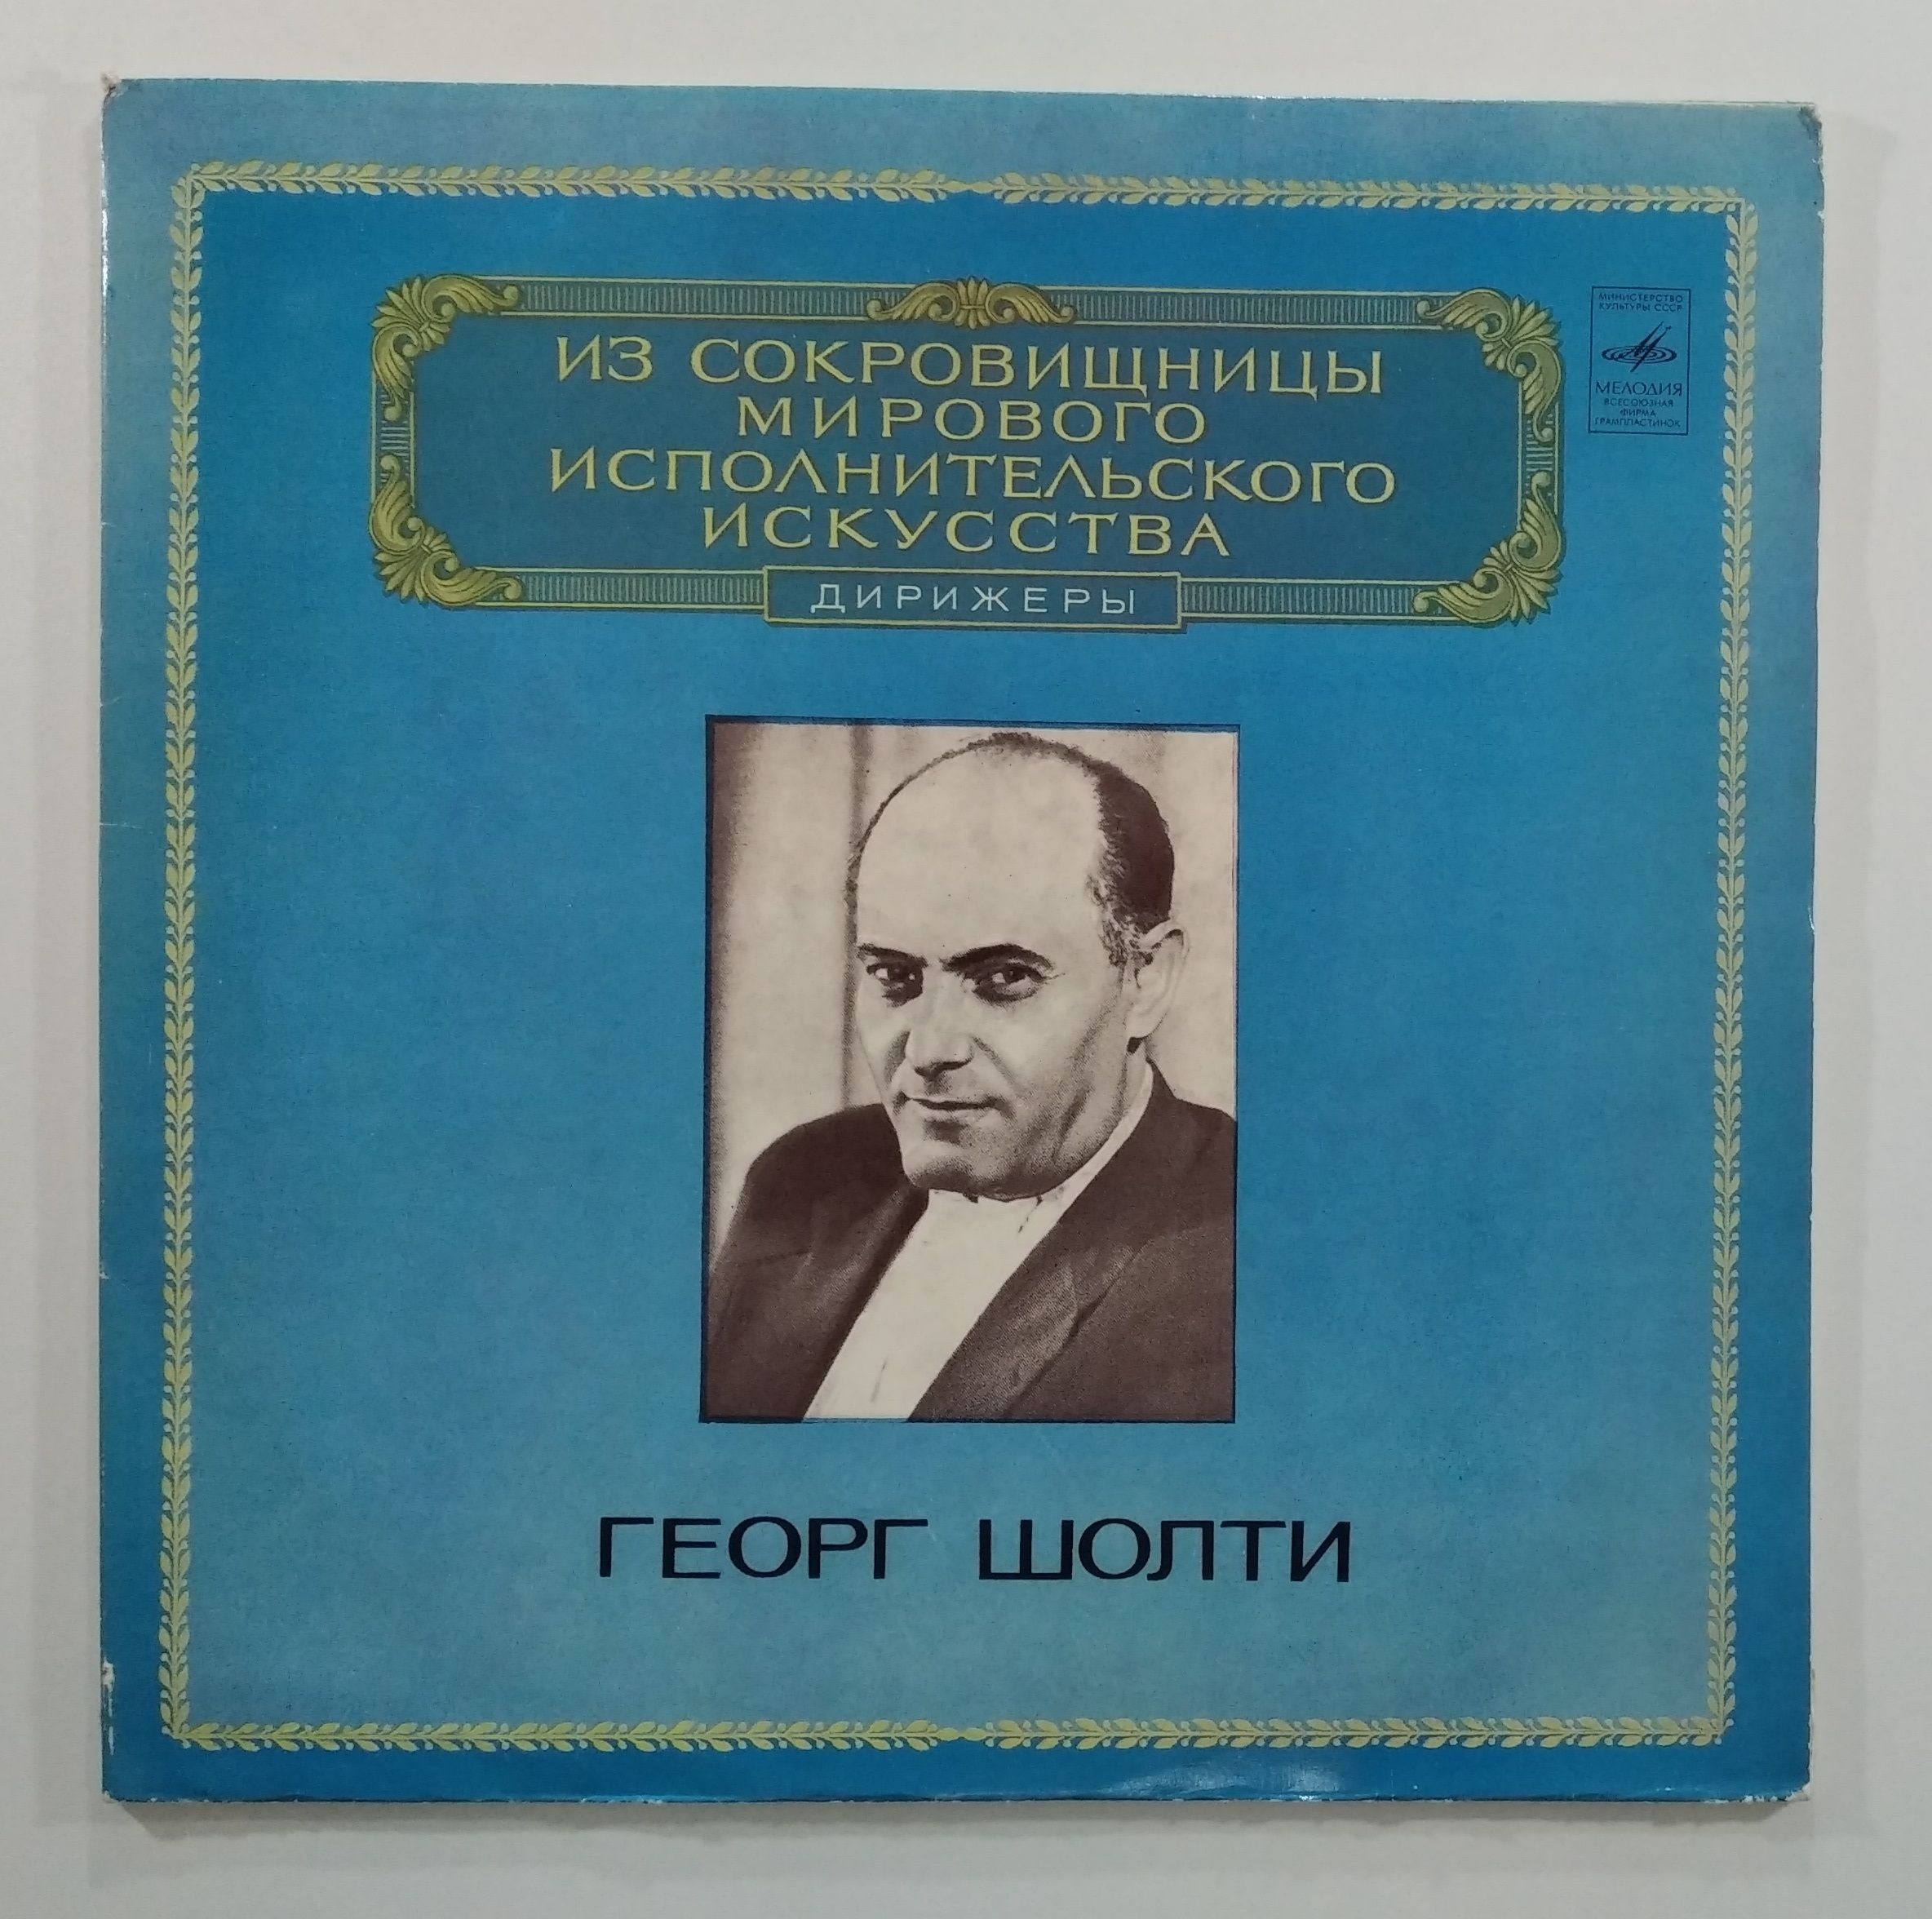 ИЗ СОКРОВИЩНИЦЫ
МИРОВОГО
ИСПОЛНИТЕЛЬСКОГО
ИСКУССТВА
ДИРИЖЕРЫ
МИНИСТЕРСТВО
КУЛЬТУРЫ СССР
МЕЛОДИЯ
ВСЕСОЮЗНАЯ
ФИРМА
ГРАМПЛАСТИНОК
ГЕОРГ ШОЛТИ